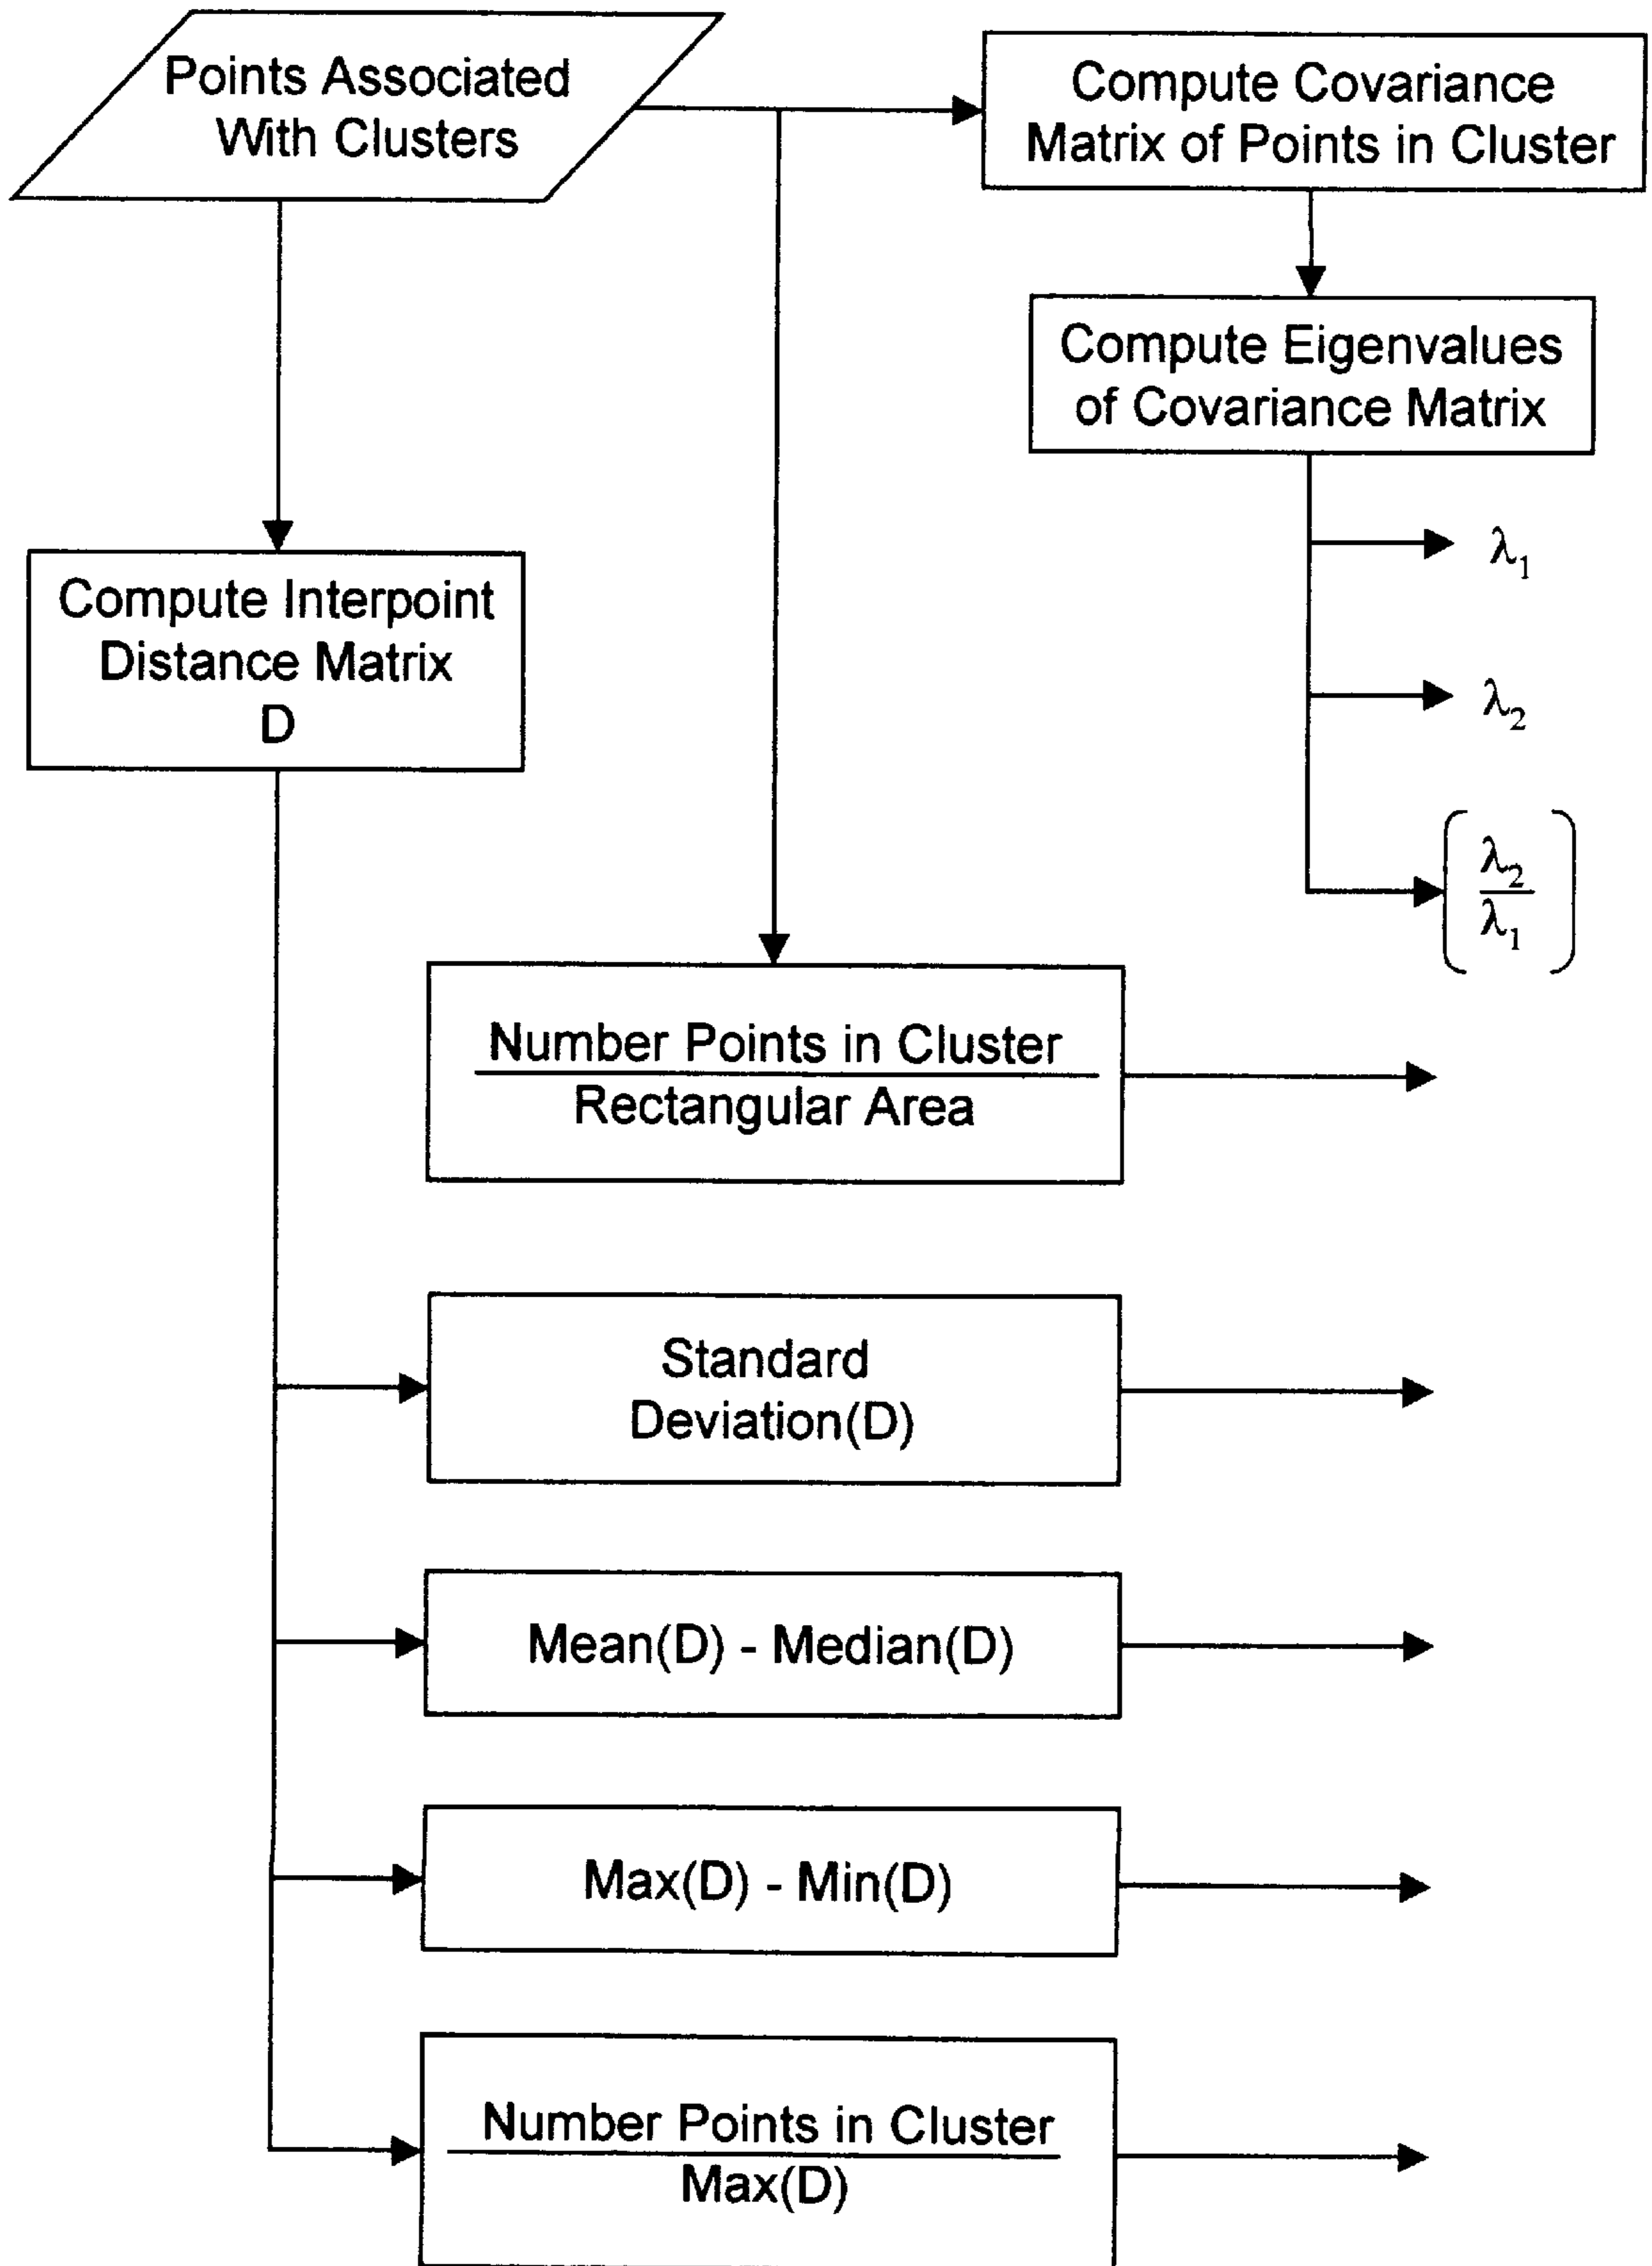 Points Associated
With Clusters
Compute Covariance
Matrix of Points in Cluster
Compute Eigenvalues
of Covariance Matrix
λ₁
λ₂
λ₂
λ₁
Compute Interpoint
Distance Matrix
D
Number Points in Cluster
Rectangular Area
Standard
Deviation(D)
Mean(D) - Median(D)
Max(D) - Min(D)
Number Points in Cluster
Max(D)